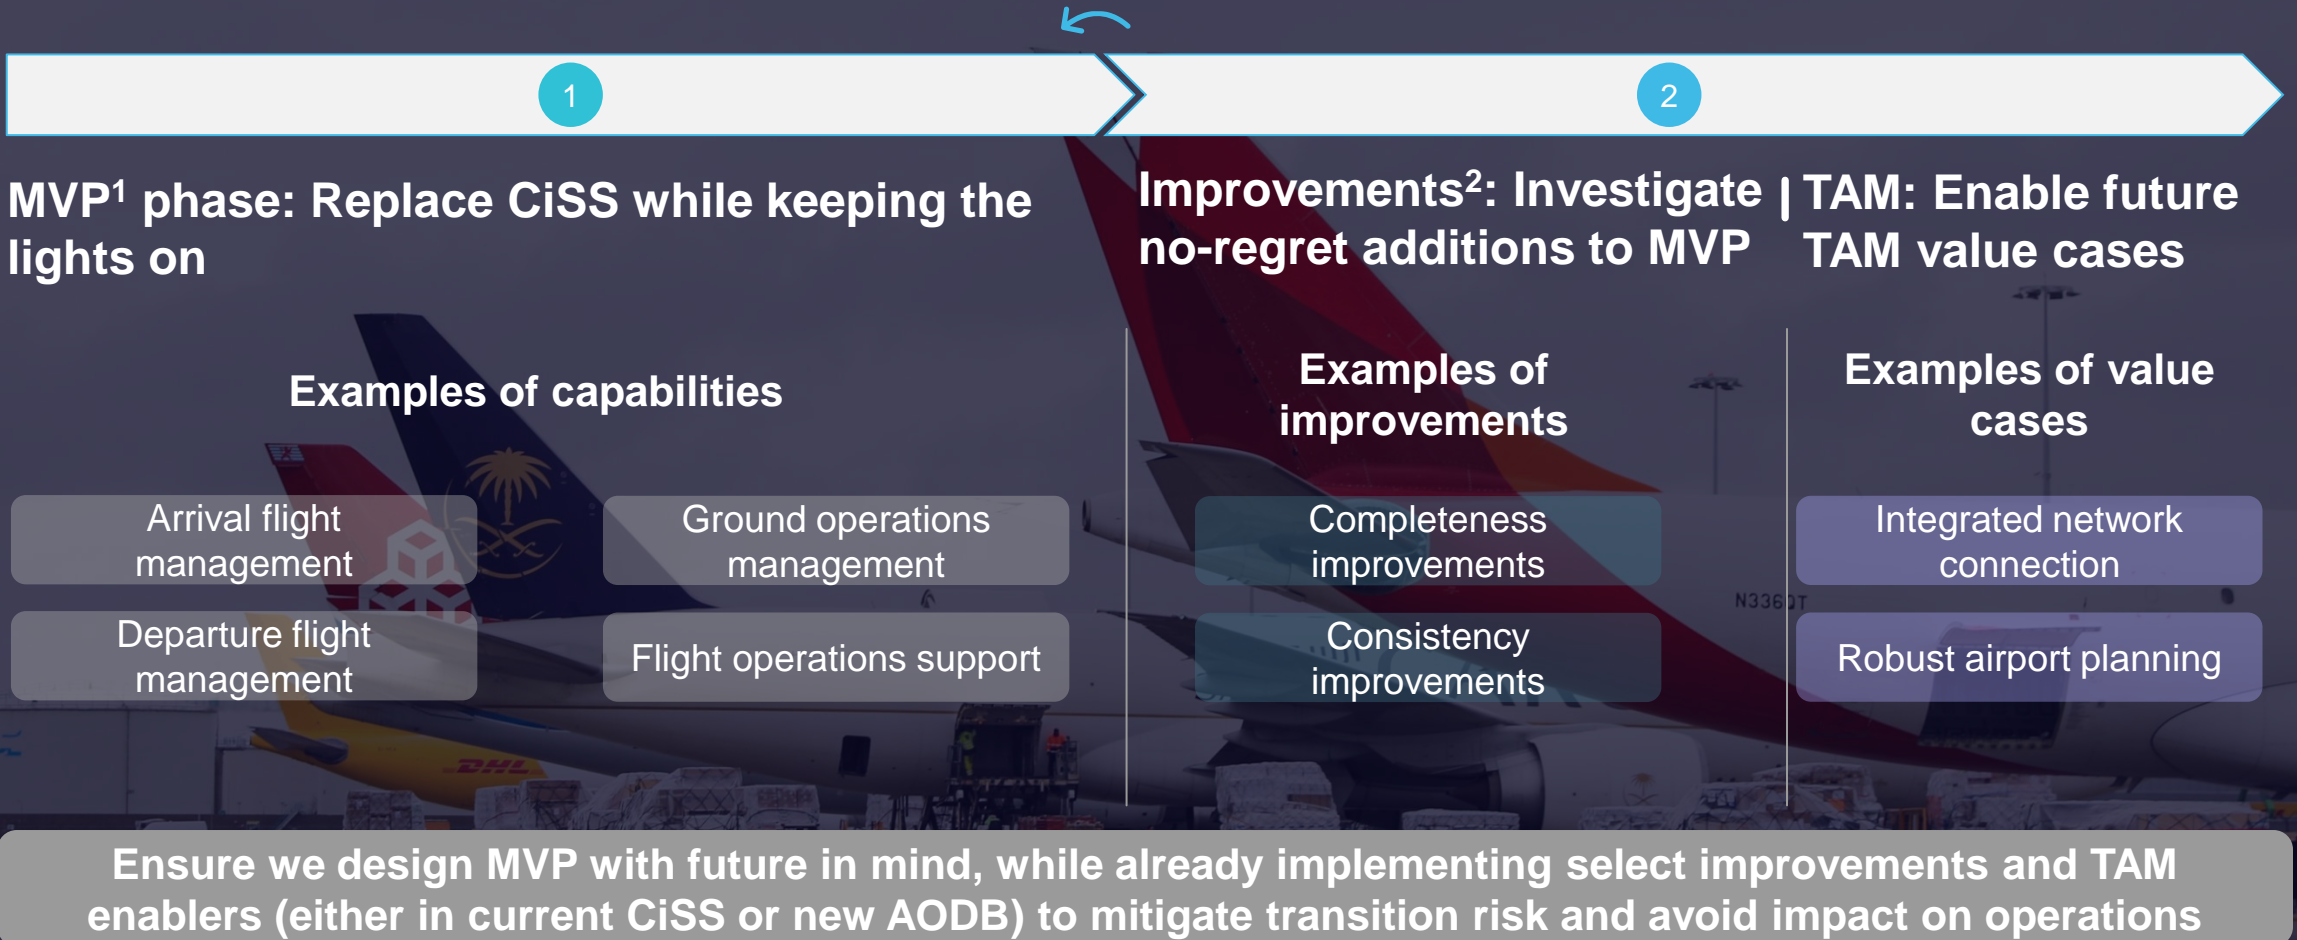 1
2
MVP¹ phase: Replace CiSS while keeping the
lights on
Improvements²: Investigate
no-regret additions to MVP
|
TAM: Enable future
TAM value cases
Examples of capabilities
Arrival flight
management
Ground operations
management
Departure flight
management
Flight operations support
Examples of
improvements
Completeness
improvements
Consistency
improvements
Examples of value
cases
Integrated network
connection
Robust airport planning
N336QT
DHL
Ensure we design MVP with future in mind, while already implementing select improvements and TAM
enablers (either in current CiSS or new AODB) to mitigate transition risk and avoid impact on operations